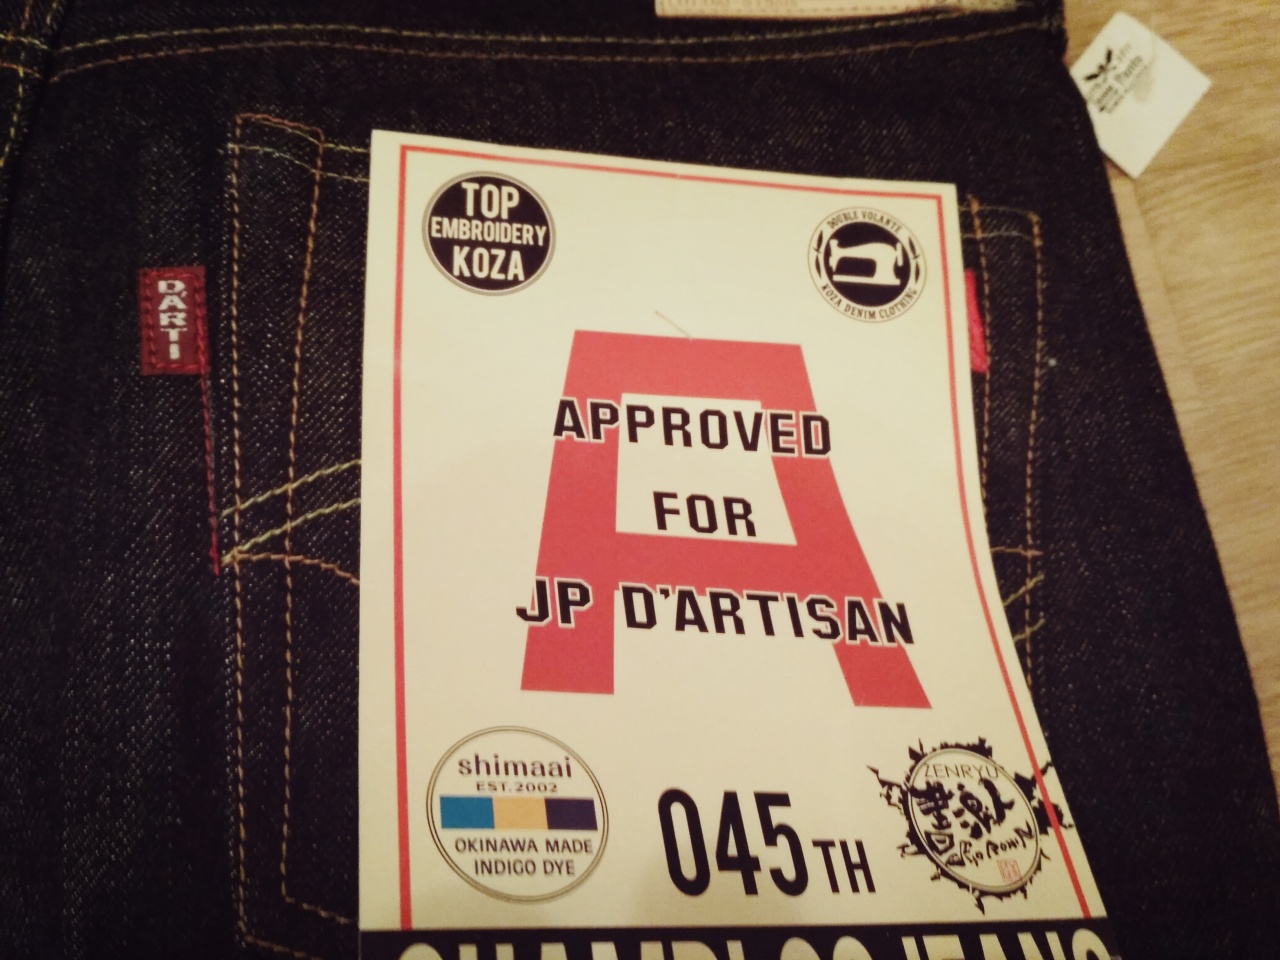 D'ARTI
TOP
EMBROIDERY
KOZA
DOUBLE VOLANTE
KOZA DENIM CLOTHING
APPROVED
FOR
JP D'ARTISAN
shimaai
EST.2002
OKINAWA MADE
INDIGO DYE
045TH
ZENRYU
JEANS